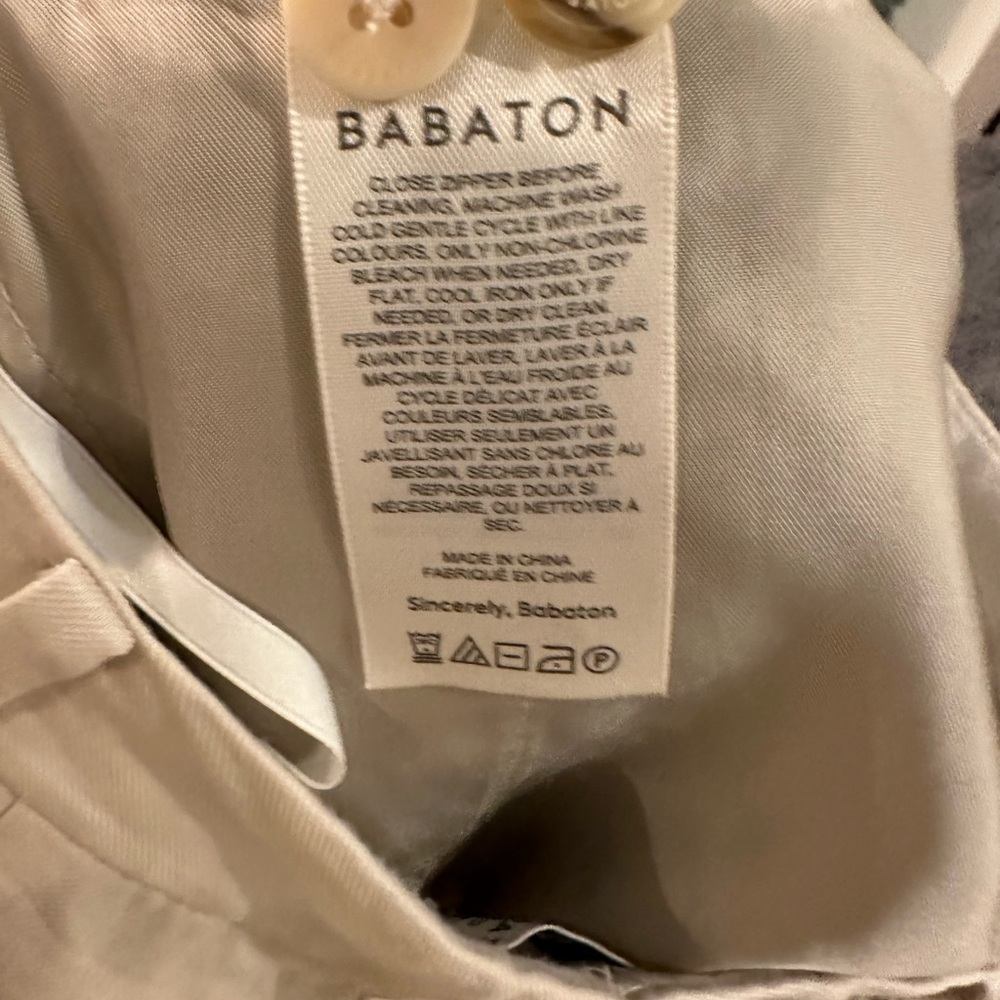 BABATON
CLOSE ZIPPER BEFORE
CLEANING, MACHINE WASH
COLD GENTLE CYCLE WITH LIKE
COLOURS, ONLY NON-CHLORINE
BLEACH WHEN NEEDED, DRY
FLAT, COOL IRON ONLY IF
NEEDED, OR DRY CLEAN.
FERMER LA FERMETURE ÉCLAIR
AVANT DE LAVER, LAVER À LA
MACHINE À L'EAU FROIDE AU
CYCLE DÉLICAT AVEC
COULEURS SEMBLABLES,
UTILISER SEULEMENT UN
JAVELLISANT SANS CHLORE AU
BESOIN, SÉCHER À PLAT,
REPASSAGE DOUX SI
NÉCESSAIRE, OU NETTOYER À
SEC.
MADE IN CHINA
FABRIQUÉ EN CHINE
Sincerely, Babaton
P